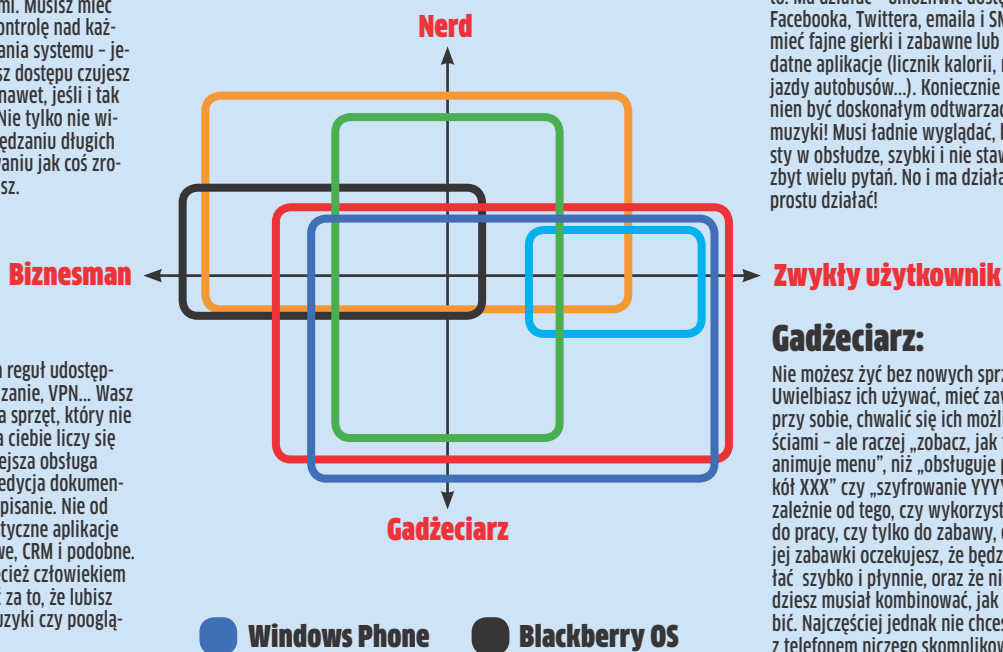 mi. Musisz mieć
ontrolę nad każ-
ania systemu – je-
sz dostępu czujesz
nawet, jeśli i tak
Nie tylko nie wi-
ędzaniu długich
aniu jak coś zro-
sz.
Nerd
to. Ma działać – umożliwić dostę
Facebooka, Twittera, emaila i SM
mieć fajne gierki i zabawne lub
datne aplikacje (licznik kalorii, r
jazdy autobusów...). Koniecznie
nien być doskonałym odtwarzac
muzyki! Musi ładnie wyglądać, b
sty w obsłudze, szybki i nie staw
zbyt wielu pytań. No i ma działa
prostu działać!
Biznesman
Zwykły użytkownik
Gadżeciarz
n reguł udostęp-
zanie, VPN... Wasz
a sprzęt, który nie
a ciebie liczy się
ejsza obsługa
edycja dokumen-
pisanie. Nie od
tyczne aplikacje
we, CRM i podobne.
cież człowiekiem
ć za to, że lubisz
uzyki czy pooglą-
Gadżeciarz:
Nie możesz żyć bez nowych sprz
Uwielbiasz ich używać, mieć zaw
przy sobie, chwalić się ich możli
ściami – ale raczej „zobacz, jak
animuje menu”, niż „obsługuje p
kół XXX” czy „szyfrowanie YYYY
zależnie od tego, czy wykorzyst
do pracy, czy tylko do zabawy, o
jej zabawki oczekujesz, że będz
łać szybko i płynnie, oraz że nie
dziesz musiał kombinować, jak
bić. Najczęściej jednak nie chces
z telefonem niczego skomplikow
Windows Phone
Blackberry OS